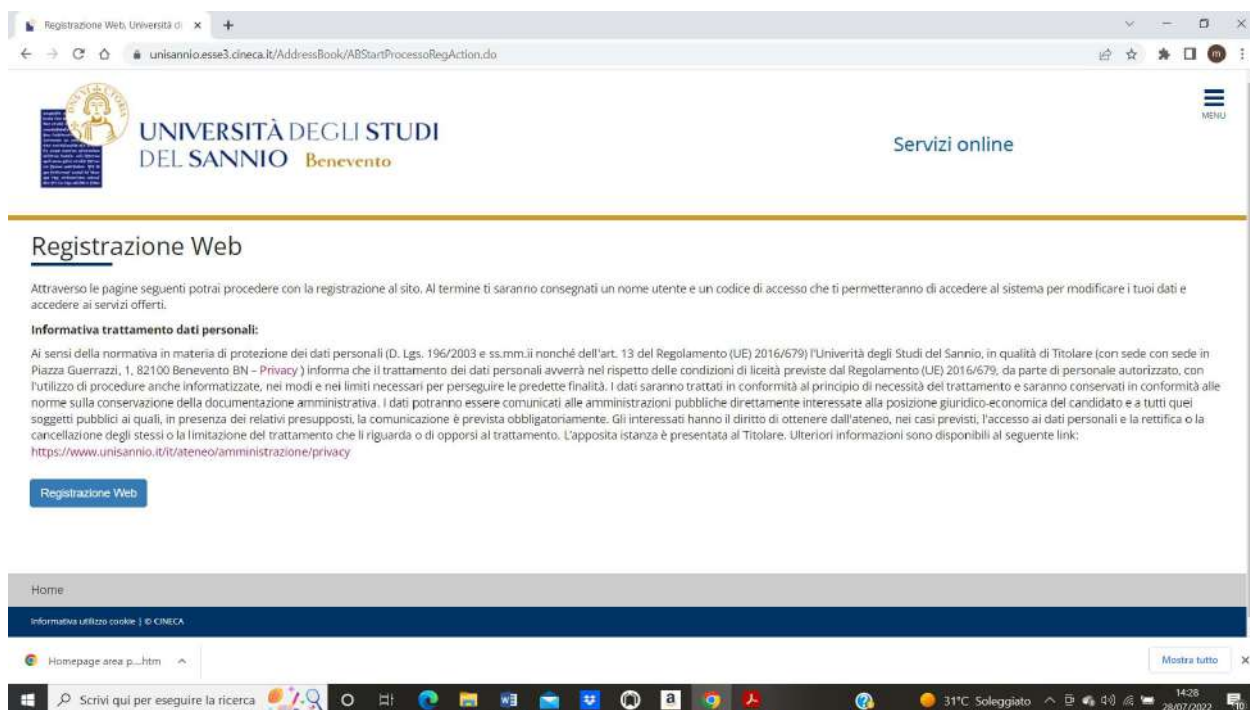 Registrazione Web, Università di
unisannio.esse3.cineca.it/AddressBook/ABStartProcessoRegAction.do
m
MENU
UNIVERSITÀ DEGLI STUDI
DEL SANNIO Benevento
Servizi online
Registrazione Web
Attraverso le pagine seguenti potrai procedere con la registrazione al sito. Al termine ti saranno consegnati un nome utente e un codice di accesso che ti permetteranno di accedere al sistema per modificare i tuoi dati e
accedere ai servizi offerti.
Informativa trattamento dati personali:
Ai sensi della normativa in materia di protezione dei dati personali (D. Lgs. 196/2003 e ss.mm.ii nonché dell'art. 13 del Regolamento (UE) 2016/679) l'Univerità degli Studi del Sannio, in qualità di Titolare (con sede con sede in
Piazza Guerrazzi, 1, 82100 Benevento BN – Privacy ) informa che il trattamento dei dati personali avverrà nel rispetto delle condizioni di liceità previste dal Regolamento (UE) 2016/679, da parte di personale autorizzato, con
l'utilizzo di procedure anche informatizzate, nei modi e nei limiti necessari per perseguire le predette finalità. I dati saranno trattati in conformità al principio di necessità del trattamento e saranno conservati in conformità alle
norme sulla conservazione della documentazione amministrativa. I dati potranno essere comunicati alle amministrazioni pubbliche direttamente interessate alla posizione giuridico-economica del candidato e a tutti quei
soggetti pubblici ai quali, in presenza dei relativi presupposti, la comunicazione è prevista obbligatoriamente. Gli interessati hanno il diritto di ottenere dall'ateneo, nei casi previsti, l'accesso ai dati personali e la rettifica o la
cancellazione degli stessi o la limitazione del trattamento che li riguarda o di opporsi al trattamento. L'apposita istanza è presentata al Titolare. Ulteriori informazioni sono disponibili al seguente link:
https://www.unisannio.it/it/ateneo/amministrazione/privacy
Registrazione Web
Home
Informativa utilizzo cookie | © CINECA
Homepage area p....htm
Mostra tutto
Scrivi qui per eseguire la ricerca
31°C Soleggiato
14:28
28/07/2022